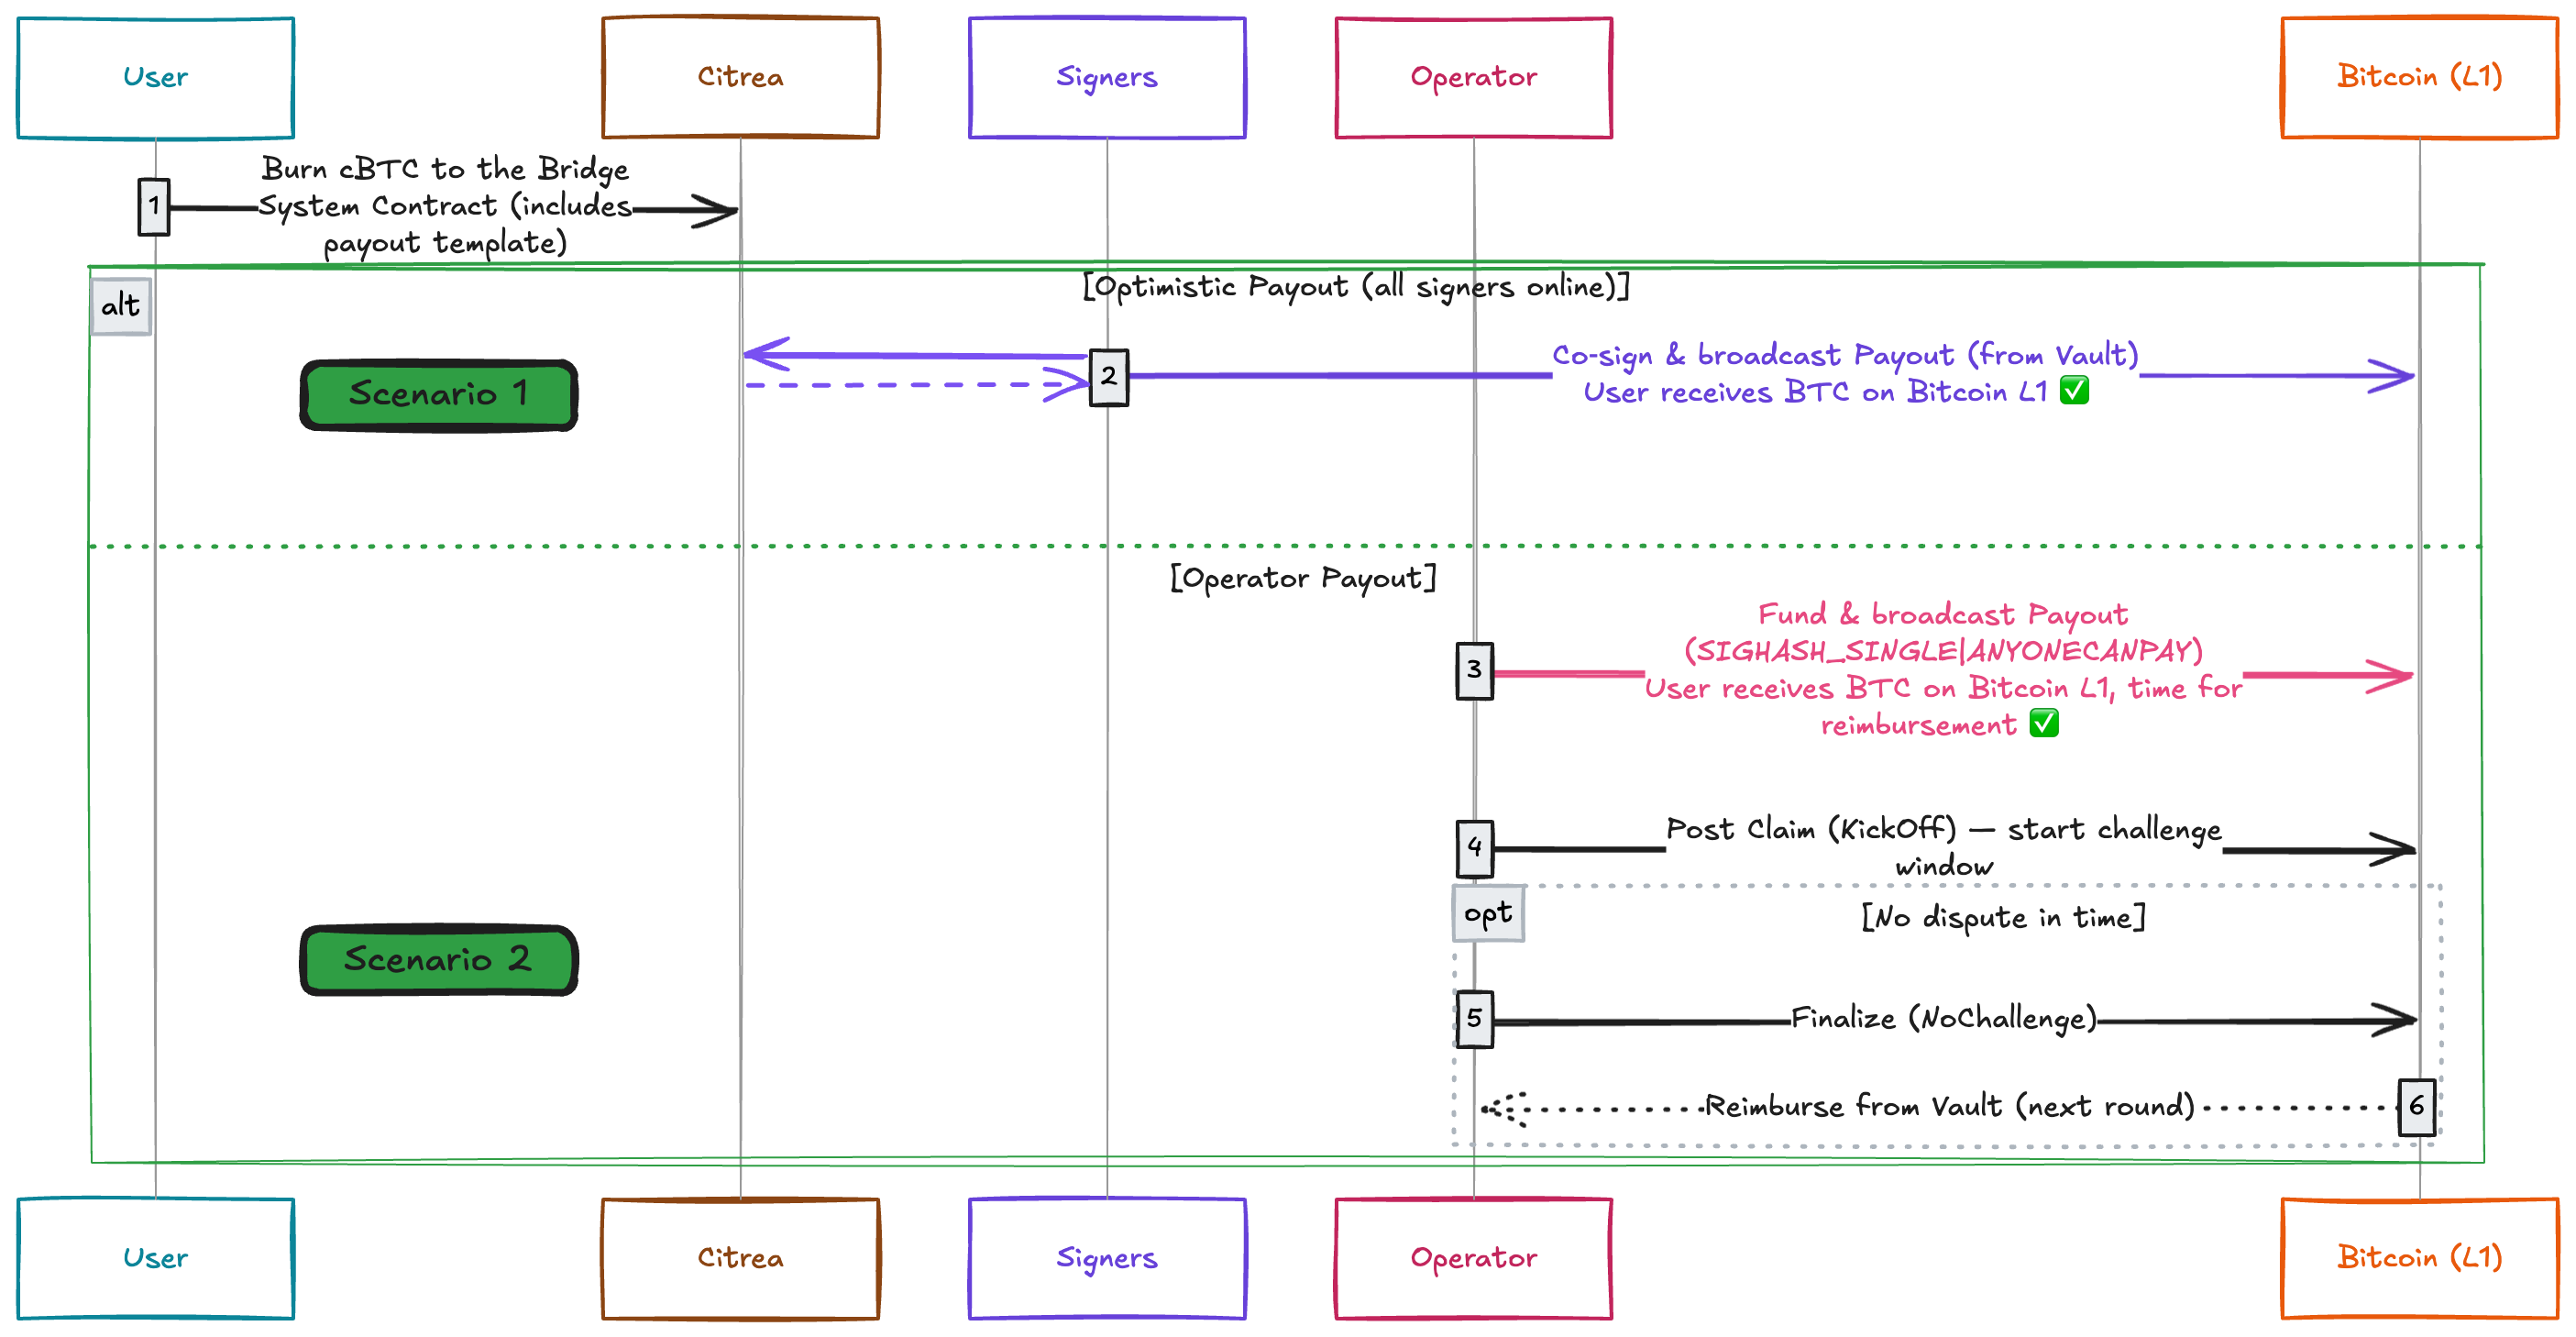 User
Citrea
Signers
Operator
Bitcoin (L1)
1
Burn cBTC to the Bridge
System Contract (includes
payout template)
alt
[Optimistic Payout (all signers online)]
Scenario 1
2
Co-sign & broadcast Payout (from Vault)
User receives BTC on Bitcoin L1 ✅
[Operator Payout]
3
Fund & broadcast Payout
(SIGHASH_SINGLE|ANYONECANPAY)
User receives BTC on Bitcoin L1, time for
reimbursement ✅
4
Post Claim (KickOff) — start challenge
window
opt
[No dispute in time]
Scenario 2
5
Finalize (NoChallenge)
Reimburse from Vault (next round)
6
User
Citrea
Signers
Operator
Bitcoin (L1)